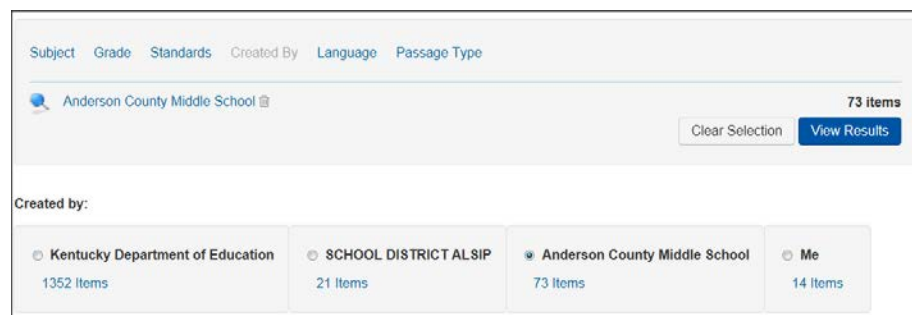 Subject Grade Standards Created By Language Passage Type
Anderson County Middle School
73 items
Clear Selection View Results
Created by:
Kentucky Department of Education SCHOOL DISTRICT ALSIP Anderson County Middle School Me
1352 Items 21 Items 73 Items 14 Items